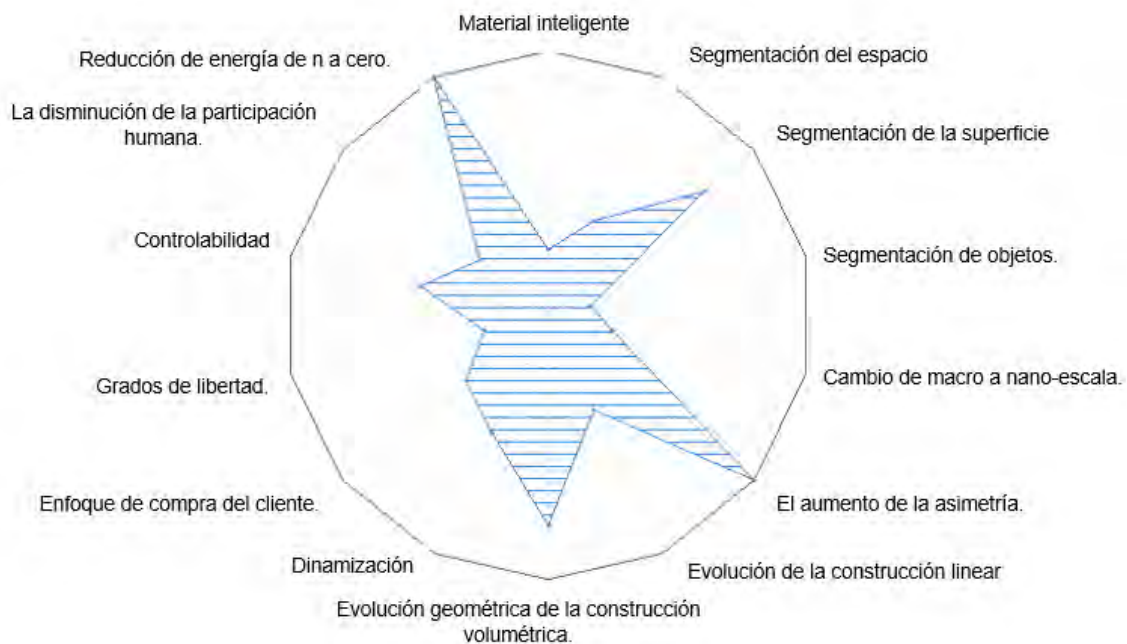 Material inteligente
Segmentación del espacio
Segmentación de la superficie
Segmentación de objetos.
Cambio de macro a nano-escala.
El aumento de la asimetría.
Evolución de la construcción linear
Evolución geométrica de la construcción
volumétrica.
Dinamización
Enfoque de compra del cliente.
Grados de libertad.
Controlabilidad
La disminución de la participación
humana.
Reducción de energía de n a cero.